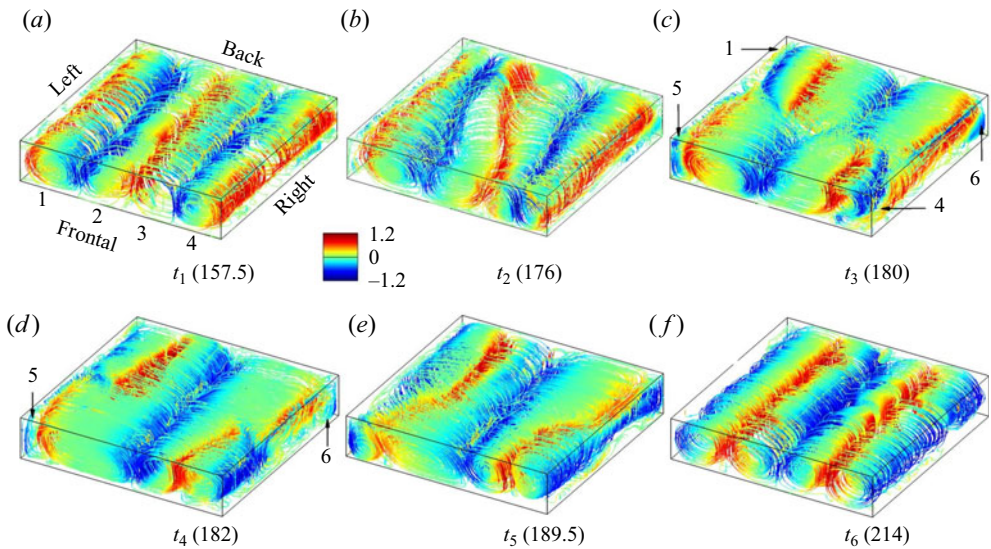 (a)
Back
Left
Right
1
2
3
4
Frontal
t₁ (157.5)
(b)
t₂ (176)
(c)
1
5
6
4
t₃ (180)
1.2
0
−1.2
(d)
5
6
t₄ (182)
(e)
t₅ (189.5)
(f)
t₆ (214)